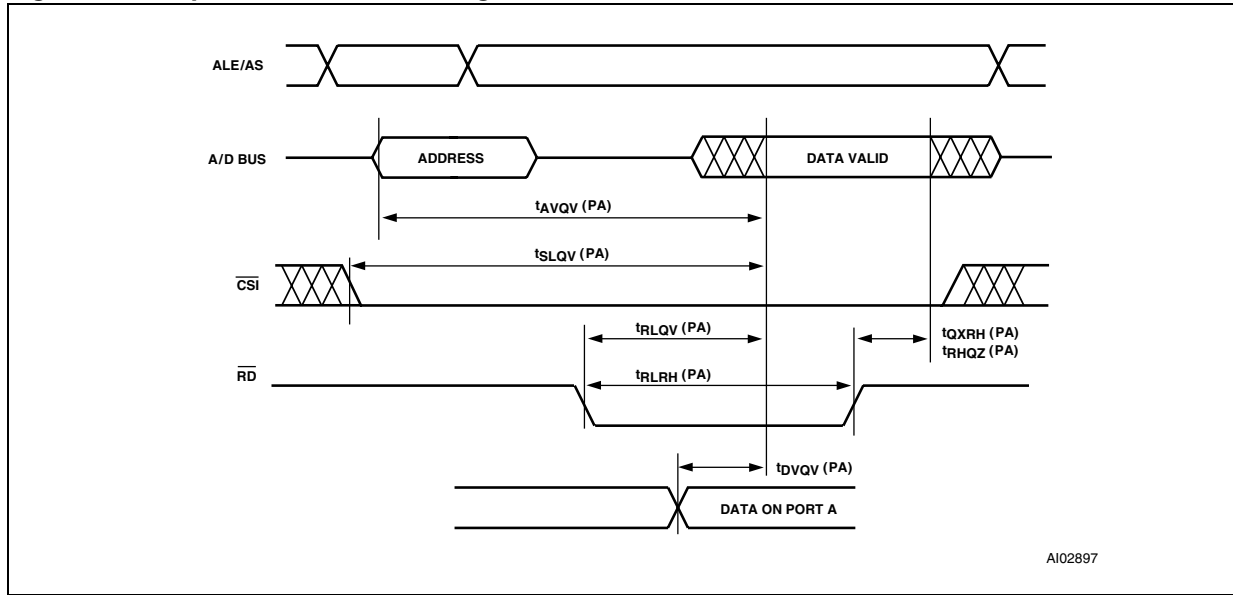 ALE/AS
A/D BUS
ADDRESS
DATA VALID
tAVQV (PA)
tSLQV (PA)
CSI
tRLQV (PA)
tQXRH (PA)
tRHQZ (PA)
RD
tRLRH (PA)
tDVQV (PA)
DATA ON PORT A
AI02897